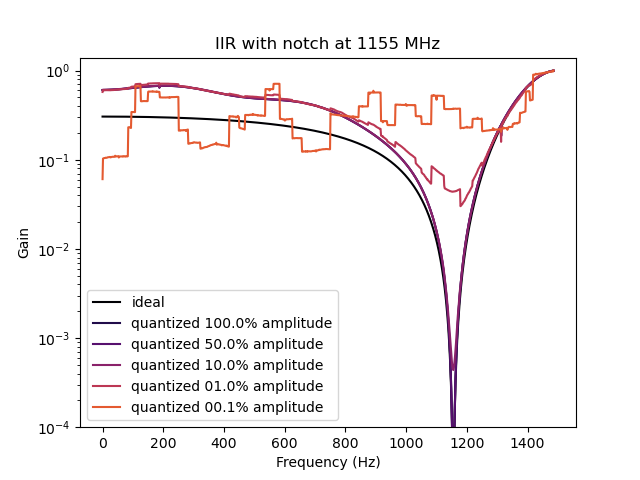 IIR with notch at 1155 MHz
10^0
10^-1
10^-2
10^-3
10^-4
Gain
ideal
quantized 100.0% amplitude
quantized 50.0% amplitude
quantized 10.0% amplitude
quantized 01.0% amplitude
quantized 00.1% amplitude
0 200 400 600 800 1000 1200 1400
Frequency (Hz)